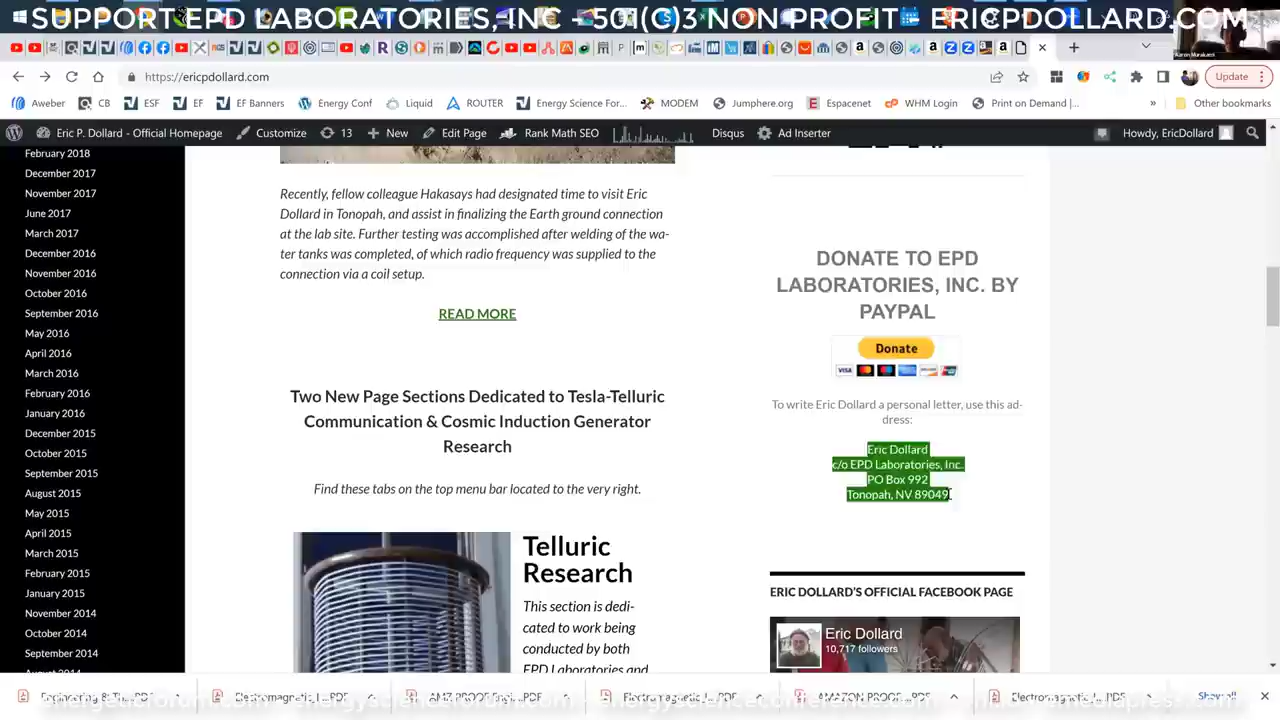 SUPPORT EPD LABORATORIES, INC - 501(C)3 NON PROFIT - ERICPDOLLARD.COM
https://ericpdollard.com
Update
Aweber
CB
ESF
EF
EF Banners
Energy Conf
Liquid
ROUTER
Energy Science For...
MODEM
Jumphere.org
Espacenet
WHM Login
Print on Demand |...
»
Other bookmarks
Eric P. Dollard - Official Homepage
Customize
13
New
Edit Page
Rank Math SEO
Disqus
Ad Inserter
Howdy, EricDollard
February 2018
December 2017
November 2017
June 2017
March 2017
December 2016
November 2016
October 2016
September 2016
May 2016
April 2016
March 2016
February 2016
January 2016
December 2015
October 2015
September 2015
August 2015
May 2015
April 2015
March 2015
February 2015
January 2015
November 2014
October 2014
September 2014
Recently, fellow colleague Hakasays had designated time to visit Eric
Dollard in Tonopah, and assist in finalizing the Earth ground connection
at the lab site. Further testing was accomplished after welding of the wa-
ter tanks was completed, of which radio frequency was supplied to the
connection via a coil setup.
READ MORE
Two New Page Sections Dedicated to Tesla-Telluric
Communication & Cosmic Induction Generator
Research
Find these tabs on the top menu bar located to the very right.
Telluric
Research
This section is dedi-
cated to work being
conducted by both
EPD Laboratories and
DONATE TO EPD
LABORATORIES, INC. BY
PAYPAL
Donate
VISA
To write Eric Dollard a personal letter, use this ad-
dress:
Eric Dollard
c/o EPD Laboratories, Inc.
PO Box 992
Tonopah, NV 89049
ERIC DOLLARD'S OFFICIAL FACEBOOK PAGE
Eric Dollard
10,717 followers
Show all